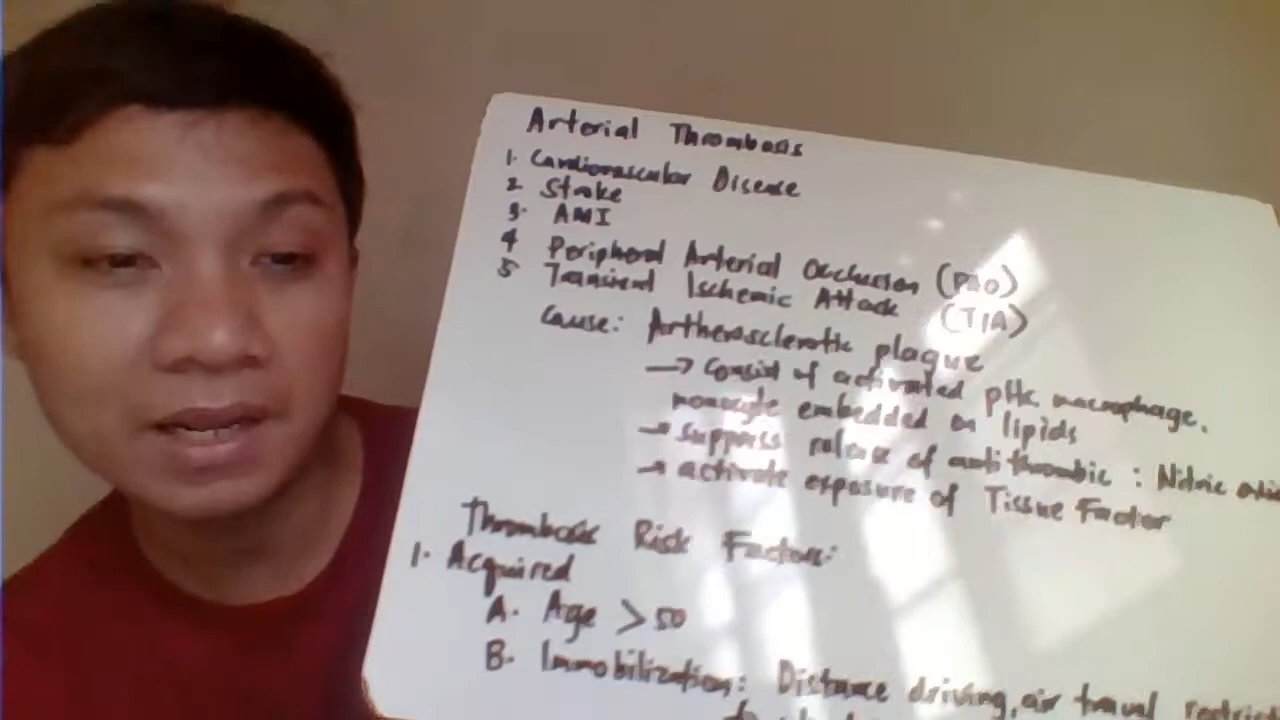 Arterial Thrombosis
1. Cardiovascular Disease
2 Stroke
3. AMI
4 Peripheral Arterial Occlusion (PAO)
5 Transient Ischemic Attack (TIA)
Cause: Artherosclerotic plaque
→ Consist of activated pltc macrophage.
monocyte embedded on lipids
→ supports release of antithrombic : Nitric
→ activate exposure of Tissue Factor
Thrombosis Risk Factors:
1. Acquired
A. Age > 50
B. Immobilization: Distance driving, air travel